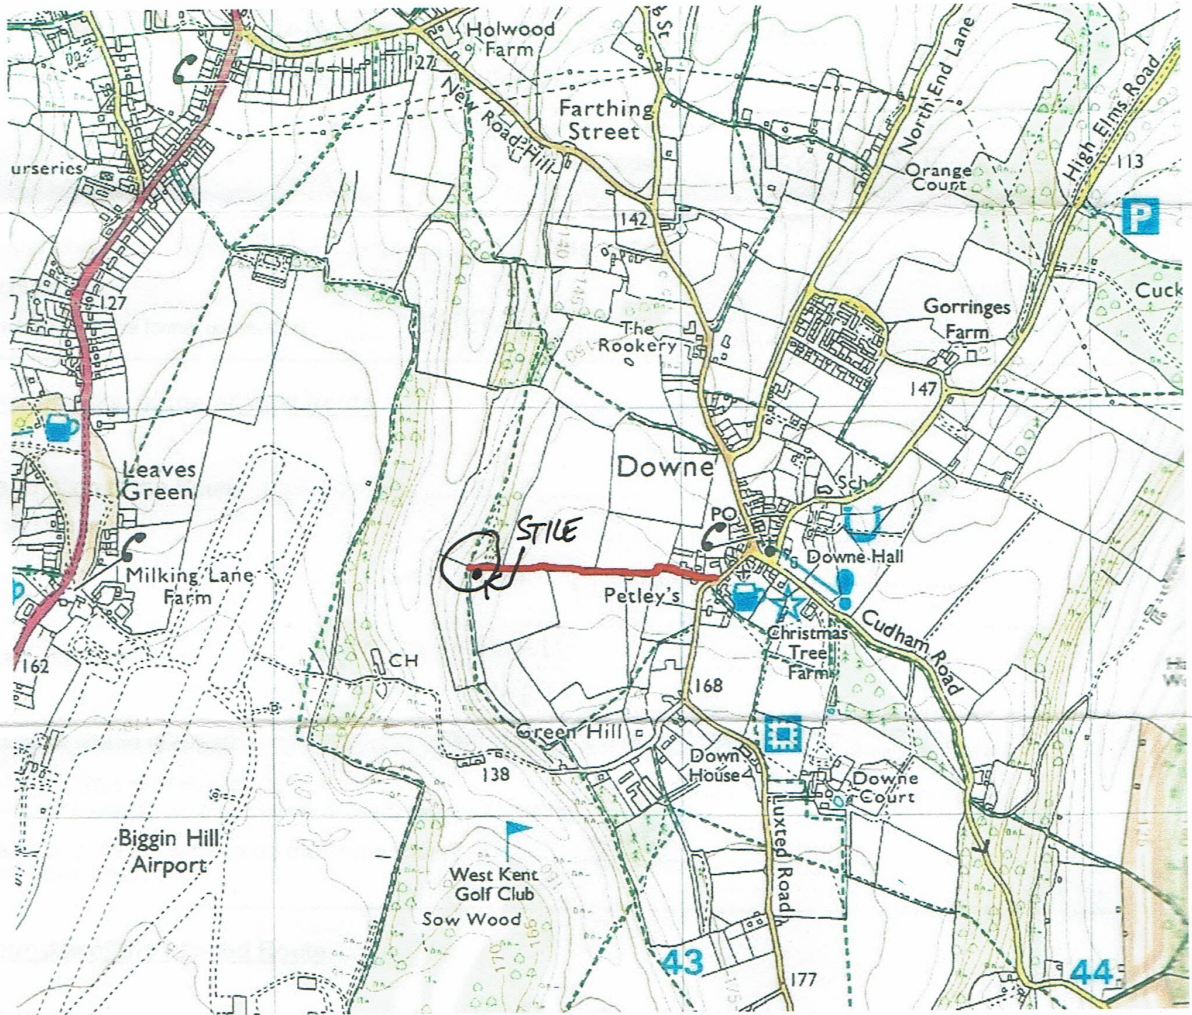 Holwood
Farm
127
New Road Hill
Farthing
Street
North End Lane
High Elms Road
113
urseries
Orange
Court
P
142
127
Cuck
Gorringes
Farm
The
Rookery
147
Leaves
Green
Downe
Sch
STILE
PO
Downe Hall
Milking Lane
Farm
Petley's
Christmas
Tree
Farm
Cudham Road
162
CH
168
Green Hill
Down
House
138
Downe
Court
Biggin Hill
Airport
West Kent
Golf Club
Sow Wood
Luxted Road
43
44
177